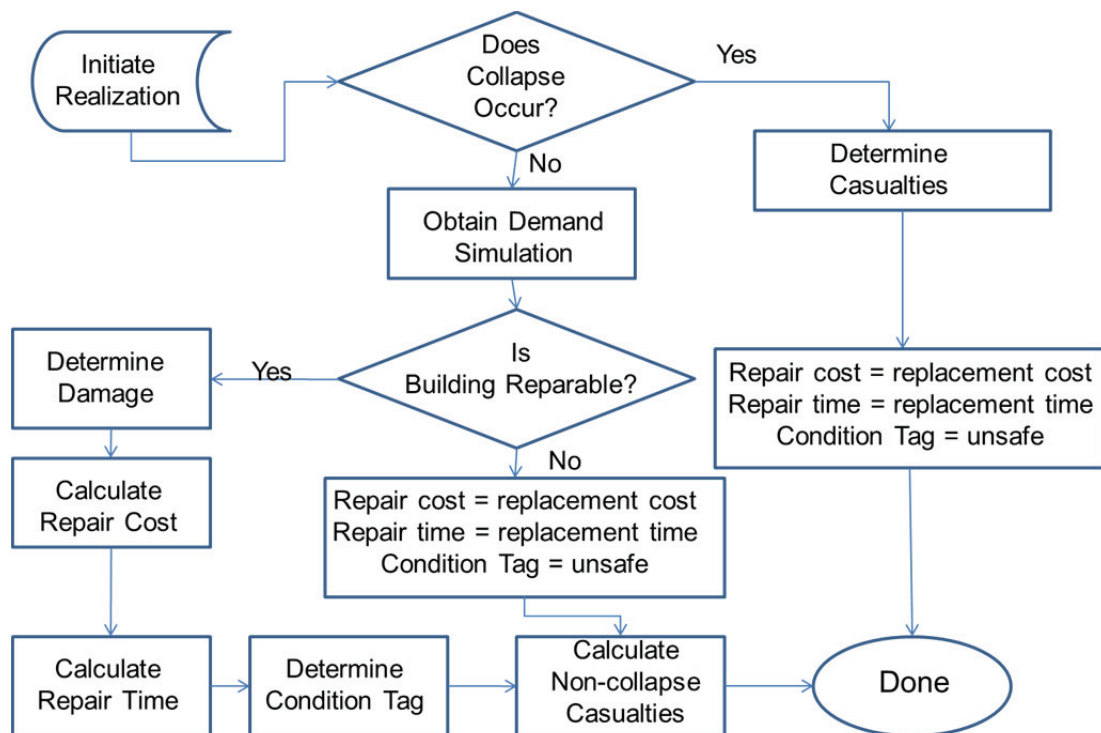 Initiate
Realization
Does
Collapse
Occur?
Yes
No
Determine
Casualties
Obtain Demand
Simulation
Is
Building Reparable?
Yes
No
Determine
Damage
Repair cost = replacement cost
Repair time = replacement time
Condition Tag = unsafe
Calculate
Repair Cost
Repair cost = replacement cost
Repair time = replacement time
Condition Tag = unsafe
Calculate
Repair Time
Determine
Condition Tag
Calculate
Non-collapse
Casualties
Done